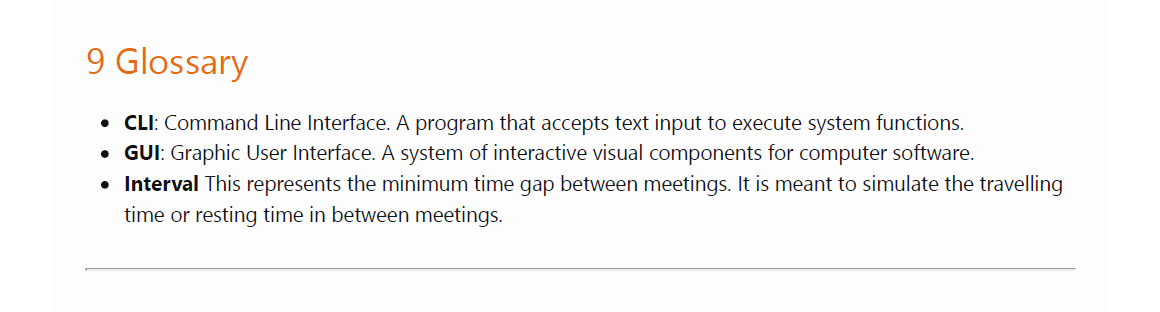 9 Glossary
• CLI: Command Line Interface. A program that accepts text input to execute system functions.
• GUI: Graphic User Interface. A system of interactive visual components for computer software.
• Interval This represents the minimum time gap between meetings. It is meant to simulate the travelling
time or resting time in between meetings.